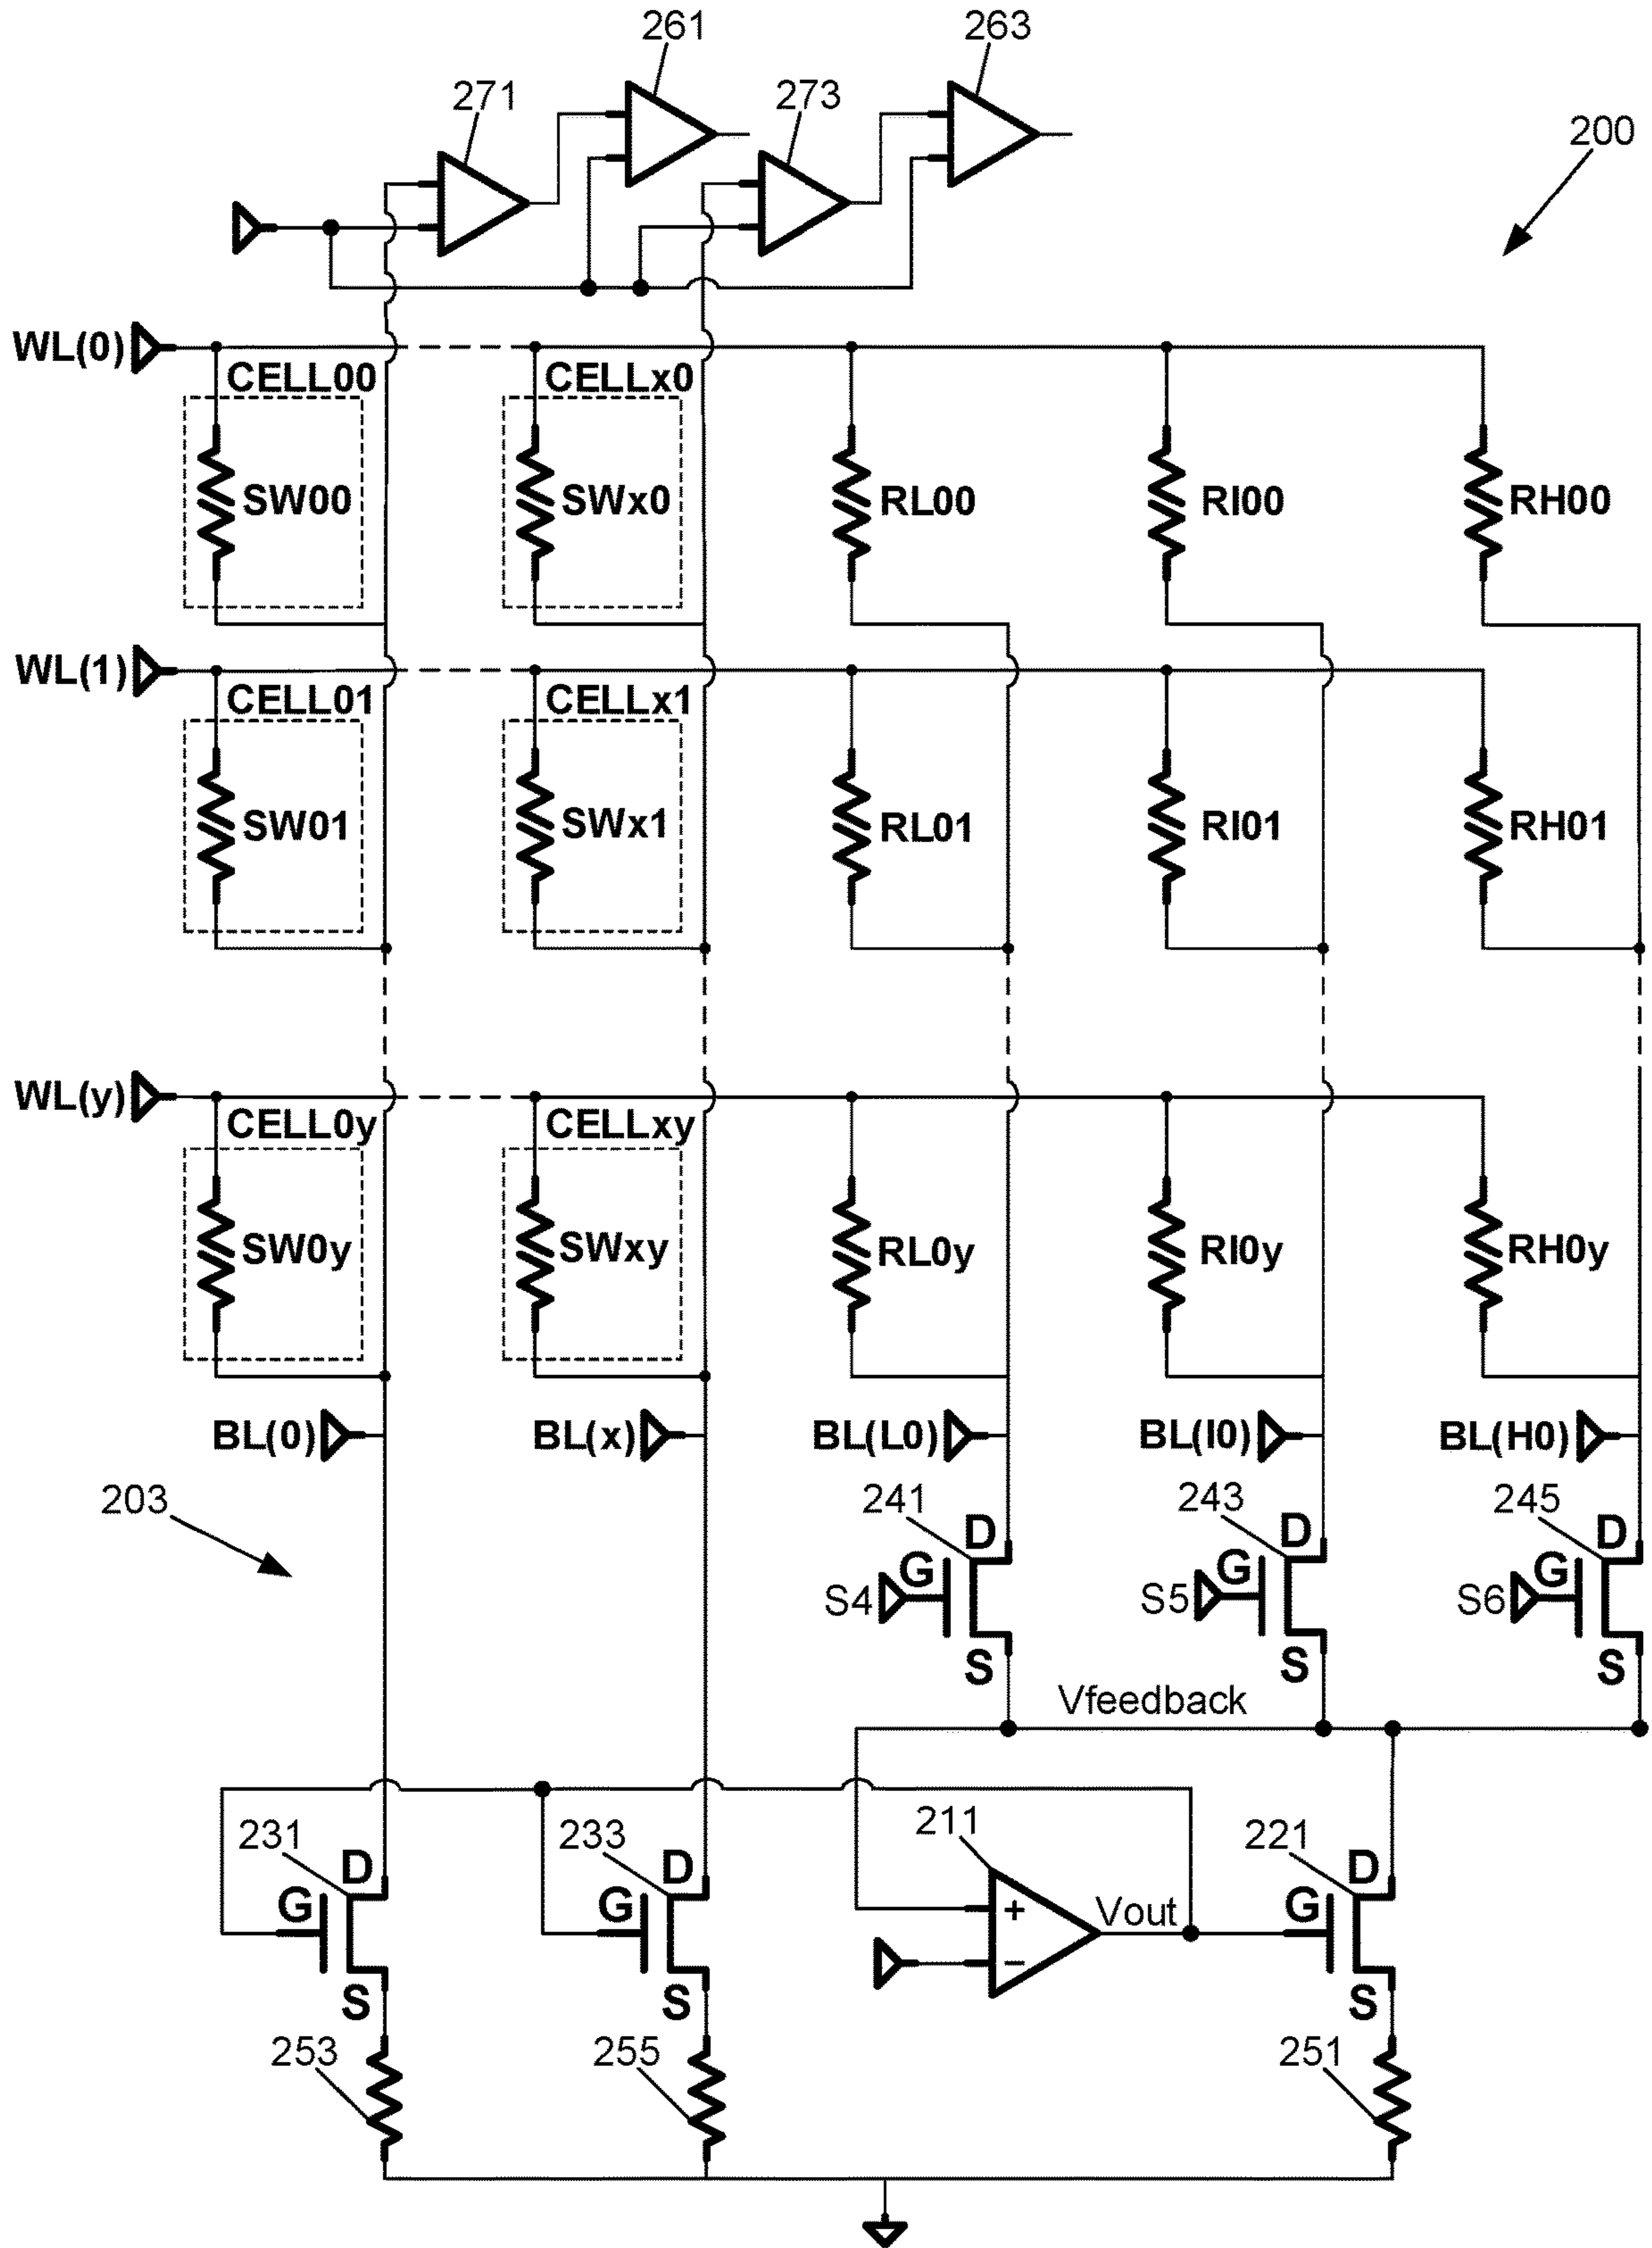 261
263
271
273
200
WL(0)
CELL00
CELLx0
SW00
SWx0
RL00
RI00
RH00
WL(1)
CELL01
CELLx1
SW01
SWx1
RL01
RI01
RH01
WL(y)
CELL0y
CELLxy
SW0y
SWxy
RL0y
RI0y
RH0y
BL(0)
BL(x)
BL(L0)
BL(I0)
BL(H0)
203
241
243
245
D
D
D
G
G
G
S4
S5
S6
S
S
S
Vfeedback
231
233
211
221
D
D
D
G
G
+
Vout
G
−
S
S
S
253
255
251